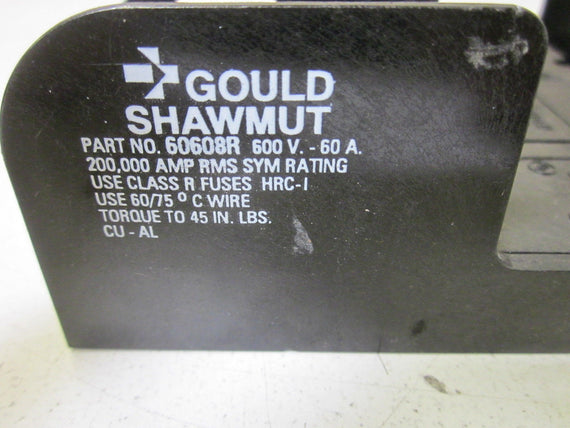 GOULD
SHAWMUT
PART NO. 60608R 600 V. - 60 A.
200,000 AMP RMS SYM RATING
USE CLASS R FUSES HRC-I
USE 60/75 ° C WIRE
TORQUE TO 45 IN. LBS.
CU - AL